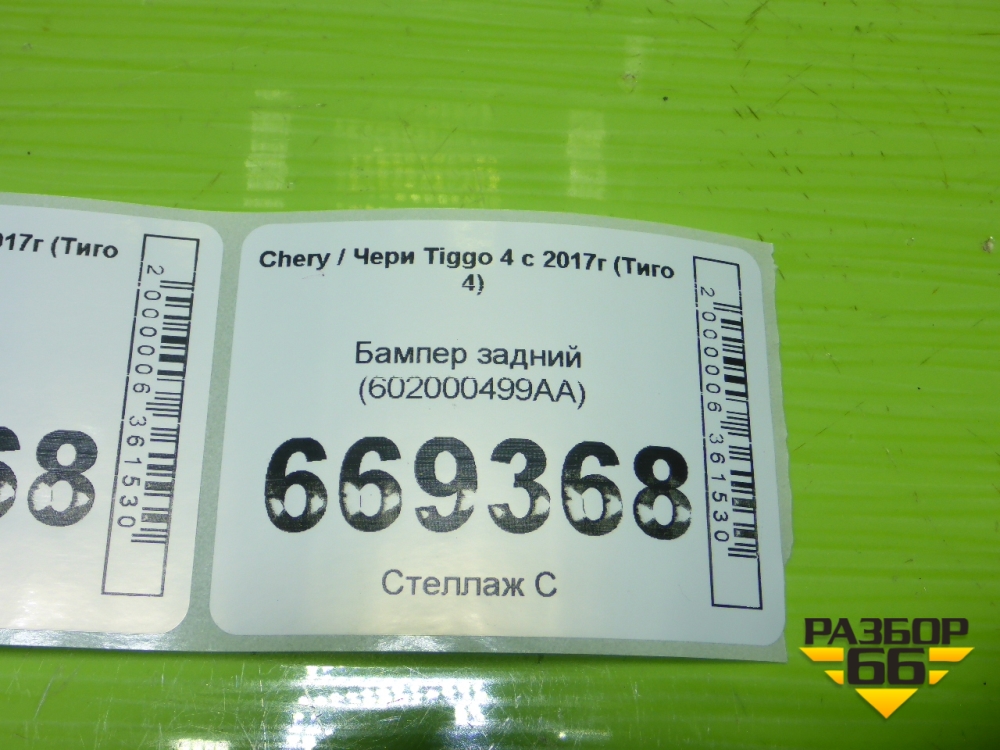 017г (Тиго
2 000006 361530
68
Chery / Чери Tiggo 4 с 2017г (Тиго
4)
Бампер задний
(602000499AA)
669368
Стеллаж С
2 000006 361530
РАЗБОР
66